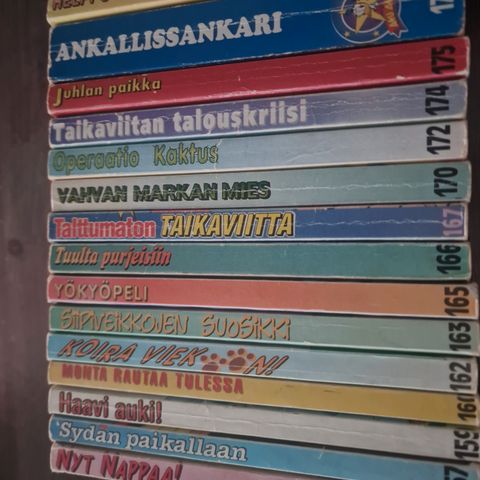 ANKALLISSANKARI
Juhlan paikka 175
Taikaviitan talouskriisi 174
Operaatio Kaktus 172
VAHVAN MARKAN MIES 170
Talttumaton TAIKAVIITTA 167
Tuulta purjeisiin 166
YÖKYÖPELI 165
SIIPIVEIKKOJEN SUOSIKKI 163
KOIRA VIEKÖÖN! 162
MONTA RAUTAA TULESSA
Haavi auki! 160
Sydän paikallaan 159
NYT NAPPAA!